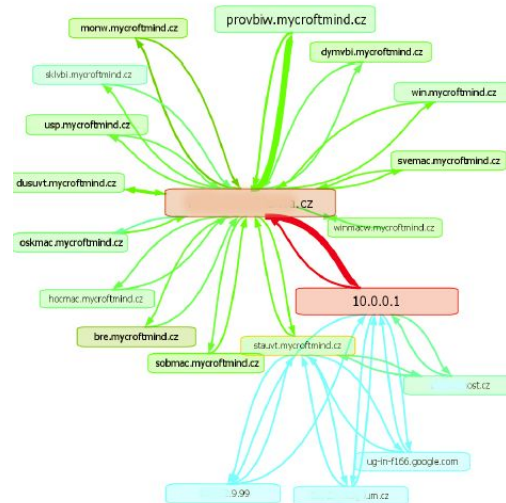 provbiw.mycroftmind.cz
monw.mycroftmind.cz
dymvbi.mycroftmind.cz
sklvbi.mycroftmind.cz
win.mycroftmind.cz
usp.mycroftmind.cz
svemac.mycroftmind.cz
dusuvt.mycroftmind.cz
.cz
winmacw.mycroftmind.cz
oskmac.mycroftmind.cz
hocmac.mycroftmind.cz
10.0.0.1
bre.mycroftmind.cz
stauvt.mycroftmind.cz
sobmac.mycroftmind.cz
ost.cz
ug-in-f166.google.com
9.99
um.cz